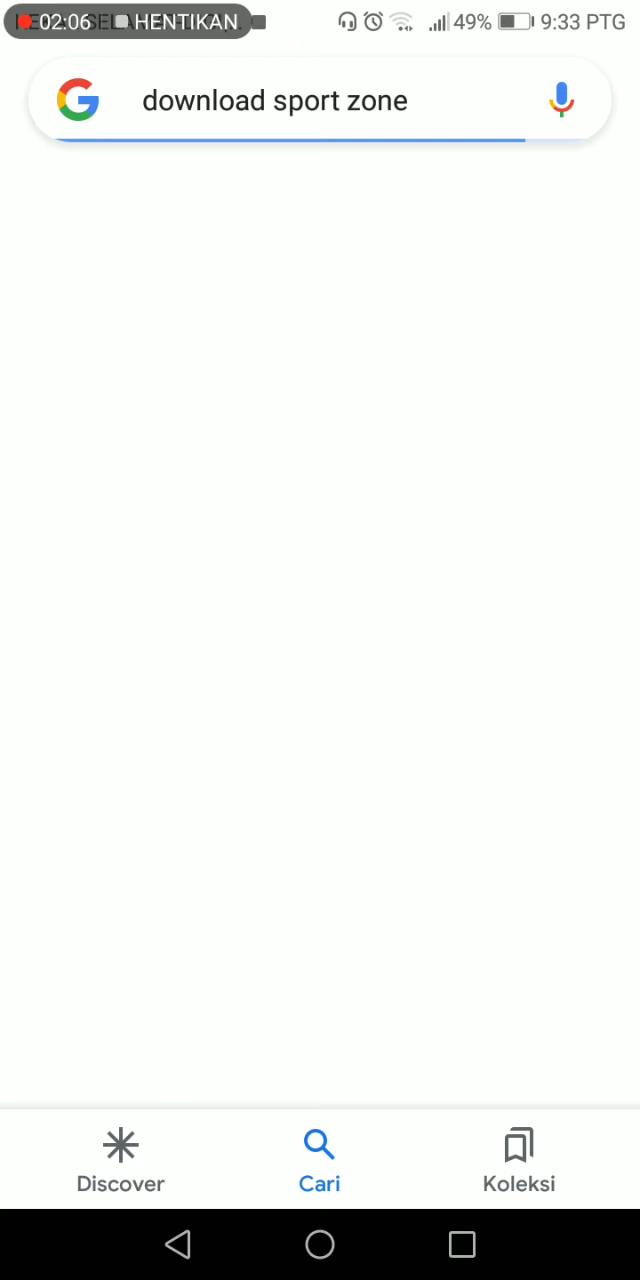 02:06 HENTIKAN 49% 9:33 PTG
download sport zone
Discover Cari Koleksi